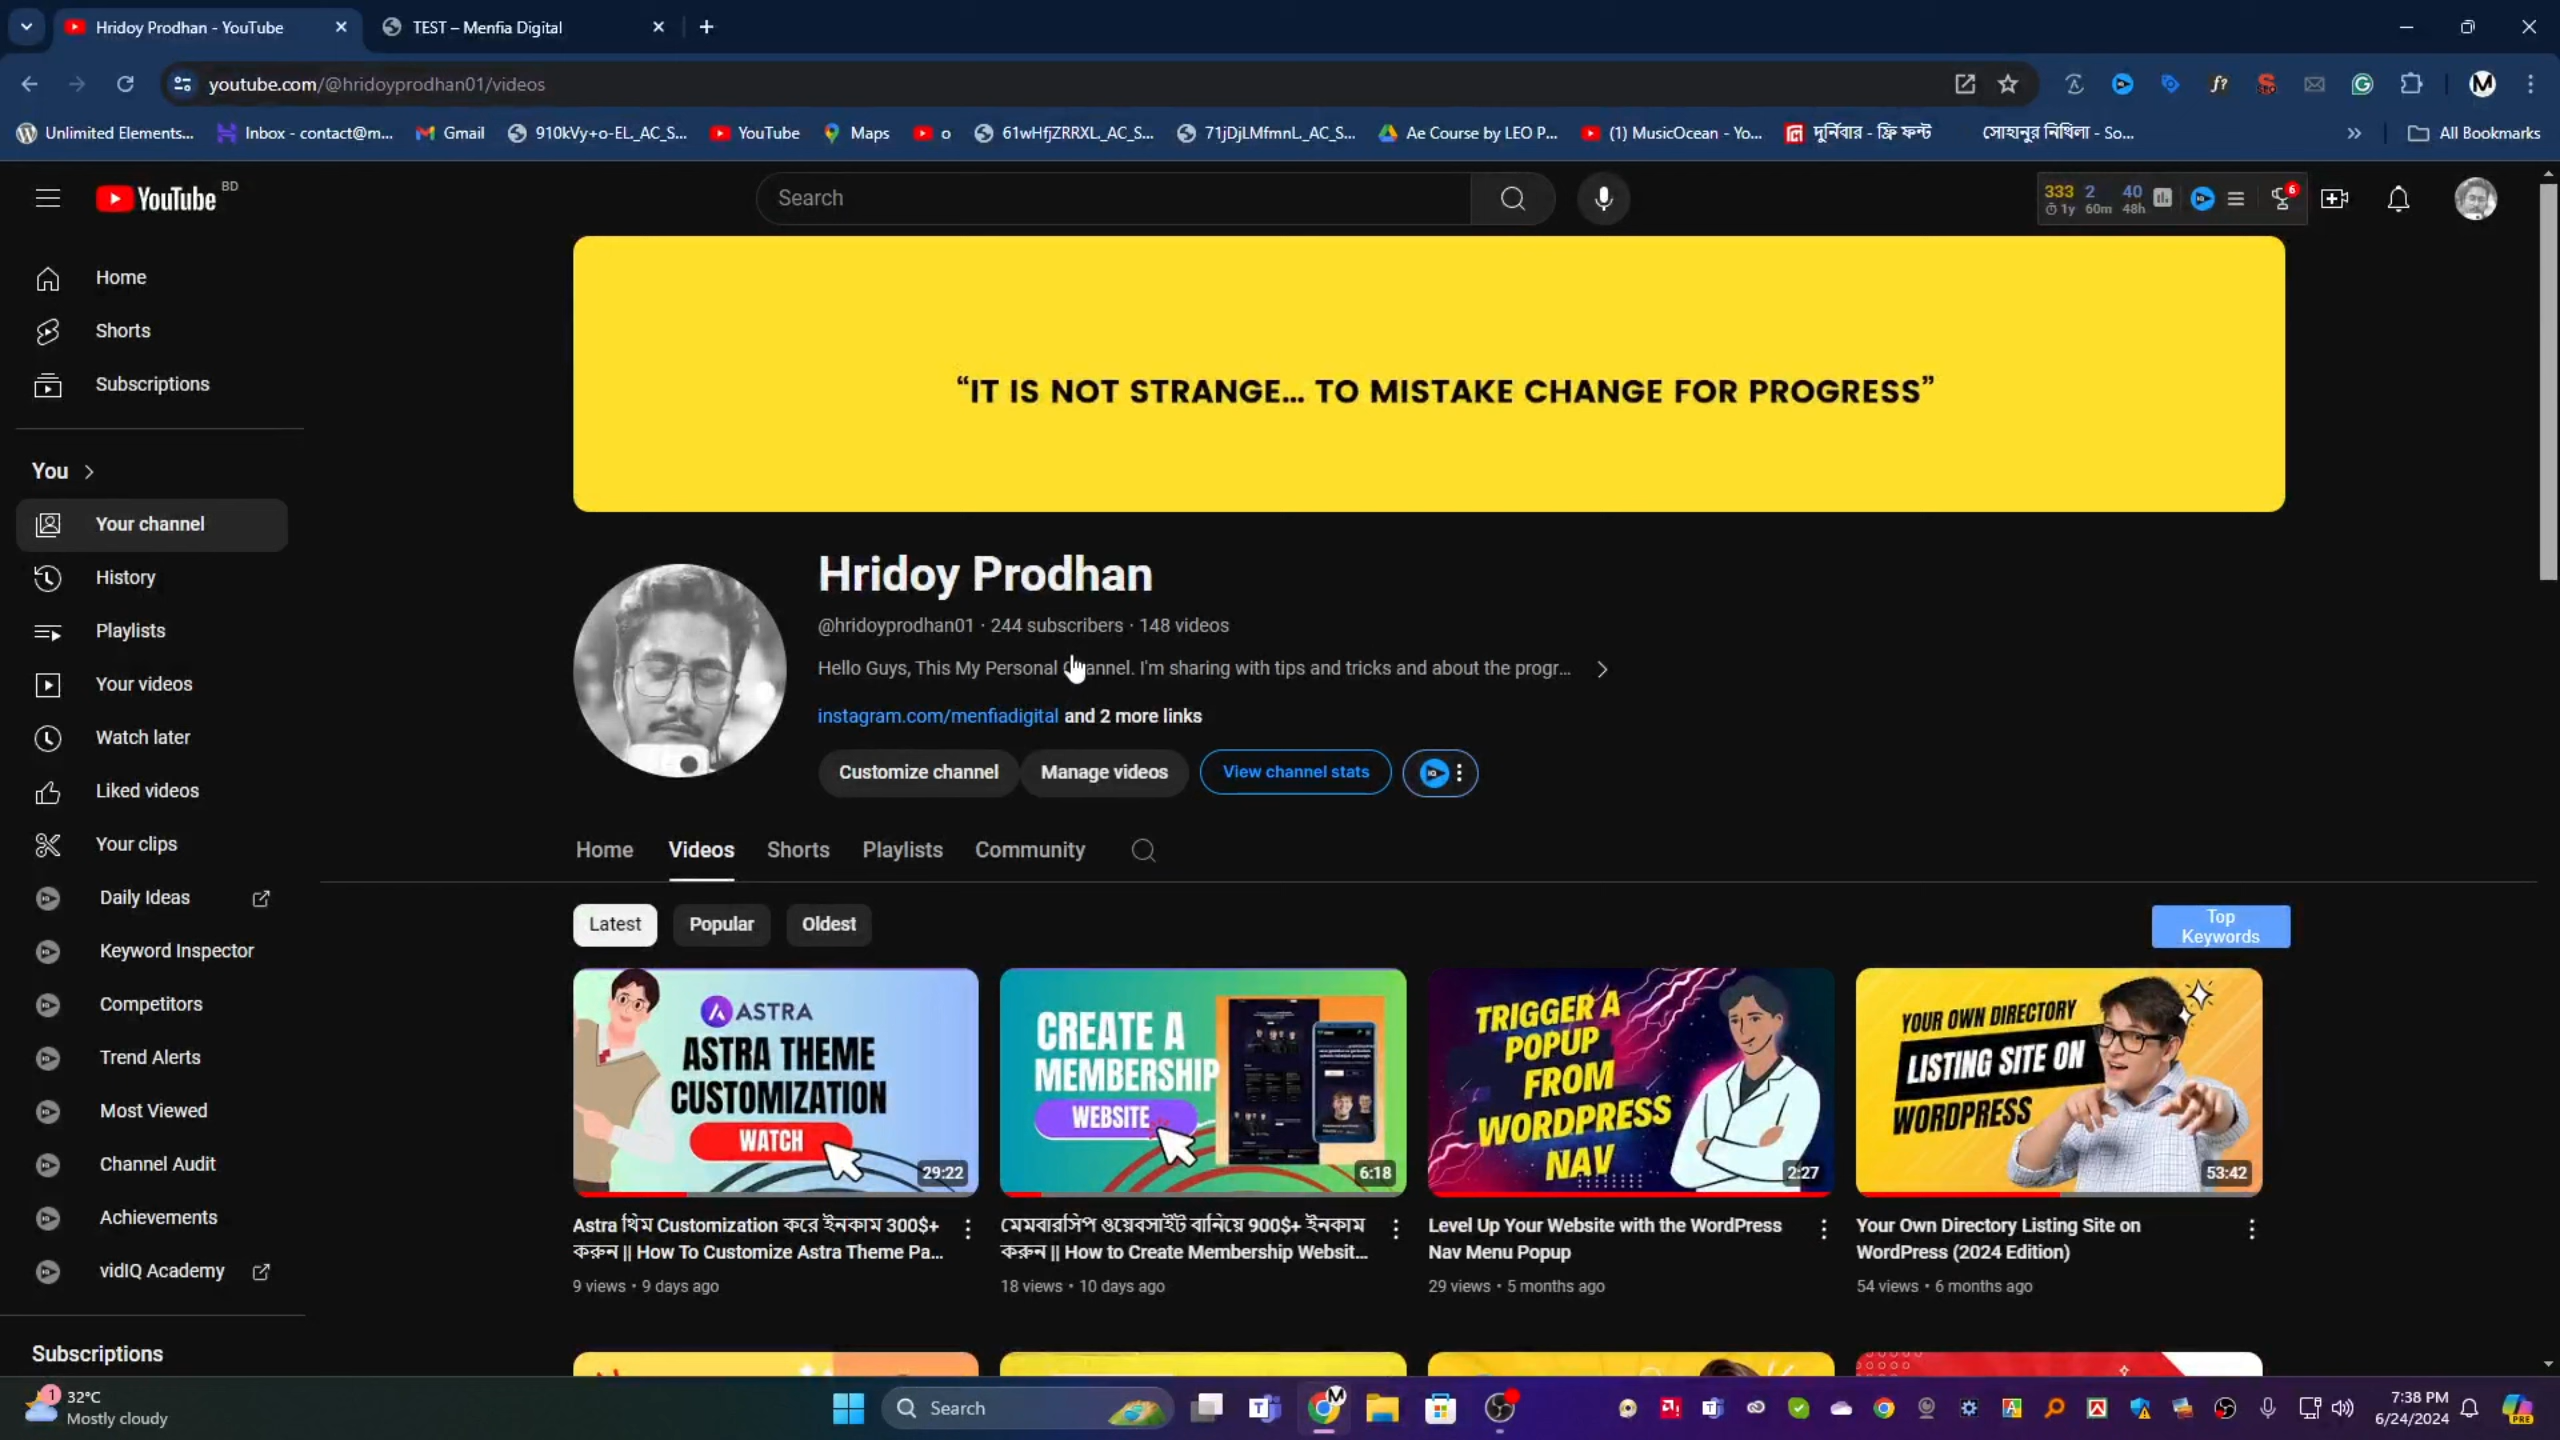 Hridoy Prodhan - YouTube
TEST – Menfia Digital
youtube.com/@hridoyprodhan01/videos
Unlimited Elements...
Inbox - contact@m...
Gmail
910kVy+o-EL._AC_S...
YouTube
Maps
o
61wHfjZRRXL._AC_S...
71jDjLMfmnL._AC_S...
Ae Course by LEO P...
(1) MusicOcean - Yo...
দুর্নিবার - ফ্রি ফন্ট
সোহানুর নিথিলা - So...
All Bookmarks
YouTube BD
Search
333 2 40
1y 60m 48h
6
Home
Shorts
Subscriptions
You
Your channel
History
Playlists
Your videos
Watch later
Liked videos
Your clips
Daily Ideas
Keyword Inspector
Competitors
Trend Alerts
Most Viewed
Channel Audit
Achievements
vidIQ Academy
Subscriptions
“IT IS NOT STRANGE... TO MISTAKE CHANGE FOR PROGRESS”
Hridoy Prodhan
@hridoyprodhan01 · 244 subscribers · 148 videos
Hello Guys, This My Personal Channel. I'm sharing with tips and tricks and about the progr...
instagram.com/menfiadigital and 2 more links
Customize channel
Manage videos
View channel stats
Home
Videos
Shorts
Playlists
Community
Latest
Popular
Oldest
Top
Keywords
ASTRA
ASTRA THEME
CUSTOMIZATION
WATCH
29:22
Astra থিম Customization করে ইনকাম 300$+
করুন || How To Customize Astra Theme Pa...
9 views · 9 days ago
CREATE A
MEMBERSHIP
WEBSITE
6:18
মেমবারসিপ ওয়েবসাইট বানিয়ে 900$+ ইনকাম
করুন || How to Create Membership Websit...
18 views · 10 days ago
TRIGGER A
POPUP
FROM
WORDPRESS
NAV
2:27
Level Up Your Website with the WordPress
Nav Menu Popup
29 views · 5 months ago
YOUR OWN DIRECTORY
LISTING SITE ON
WORDPRESS
53:42
Your Own Directory Listing Site on
WordPress (2024 Edition)
54 views · 6 months ago
1
32°C
Mostly cloudy
Search
7:38 PM
6/24/2024